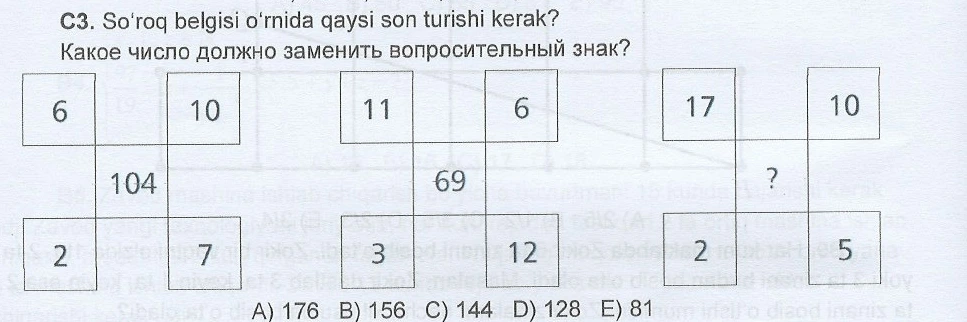 C3. So'roq belgisi o'rnida qaysi son turishi kerak?
Какое число должно заменить вопросительный знак?
6 10 11 6 17 10
104 69 ?
2 7 3 12 5
A) 176 B) 156 C) 144 D) 128 E) 81